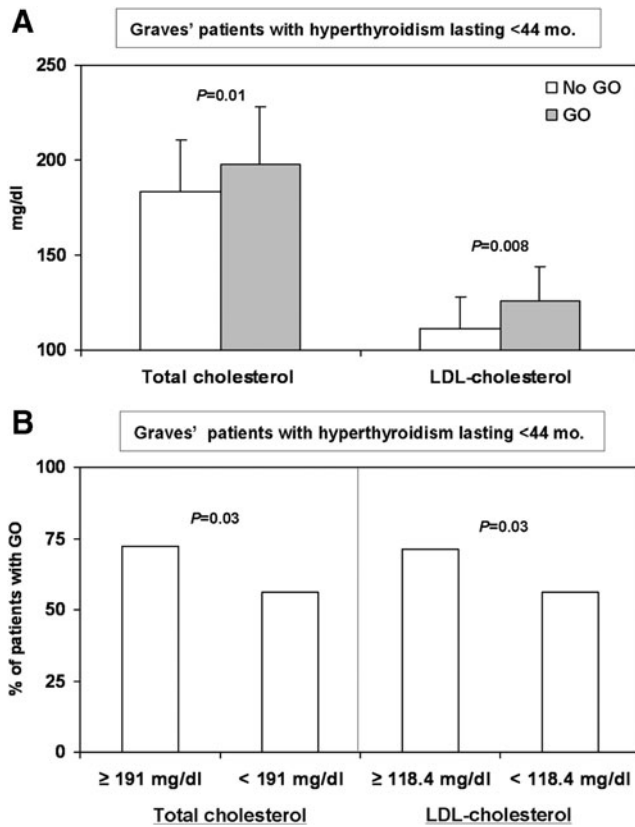 A
Graves' patients with hyperthyroidism lasting <44 mo.
250
200
150
100
mg/dl
P=0.01
P=0.008
No GO
GO
Total cholesterol LDL-cholesterol
B
Graves' patients with hyperthyroidism lasting <44 mo.
100
75
50
25
0
% of patients with GO
P=0.03
P=0.03
≥ 191 mg/dl < 191 mg/dl ≥ 118.4 mg/dl < 118.4 mg/dl
Total cholesterol LDL-cholesterol